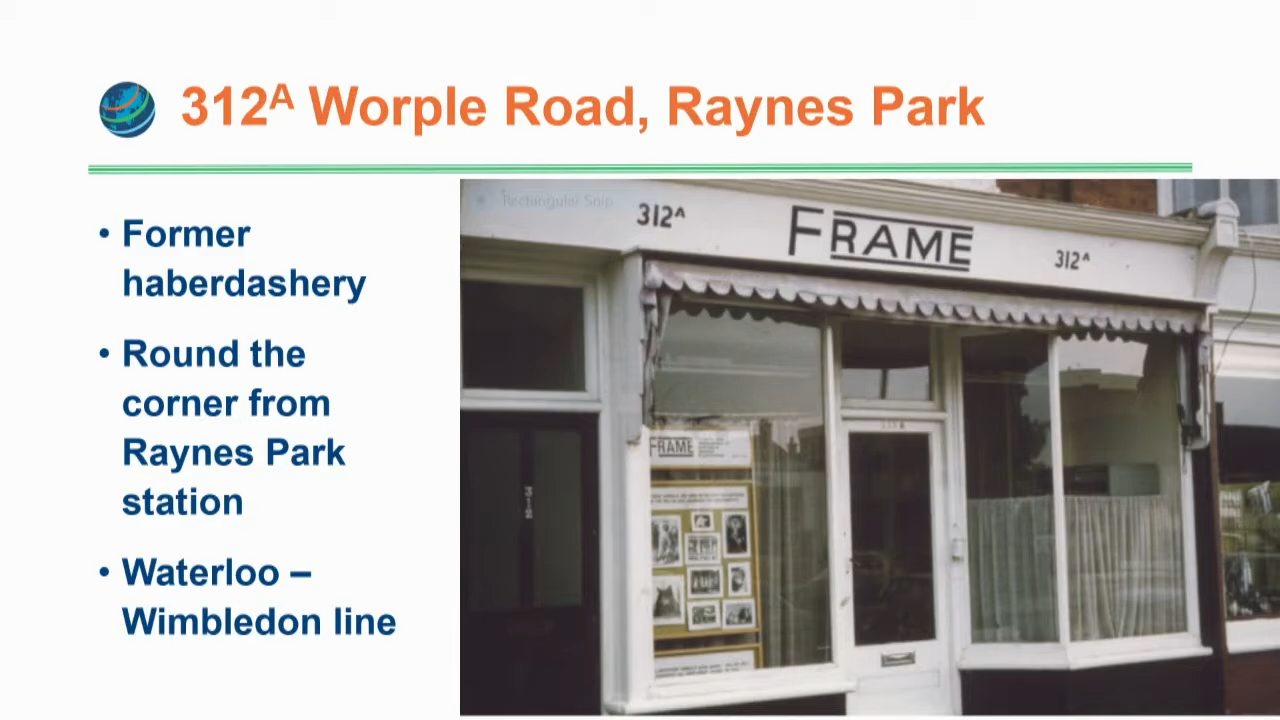 312ᴬ Worple Road, Raynes Park
• Former
haberdashery
• Round the
corner from
Raynes Park
station
• Waterloo –
Wimbledon line
Rectangular Snip
312ᴬ FRAME 312ᴬ
FRAME